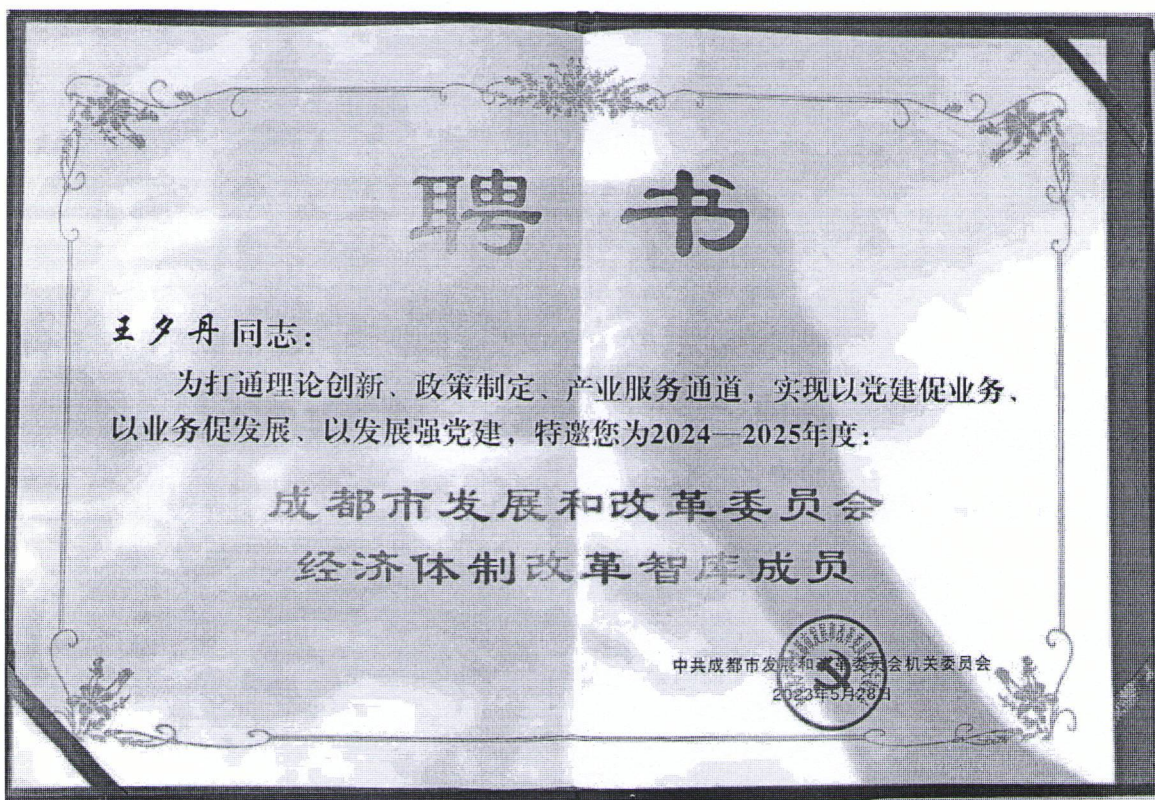 聘书
王夕丹同志：
为打通理论创新、政策制定、产业服务通道，实现以党建促业务、
以业务促发展、以发展强党建，特邀您为2024—2025年度：
成都市发展和改革委员会
经济体制改革智库成员
中共成都市发展和改革委员会机关委员会
2023年5月28日